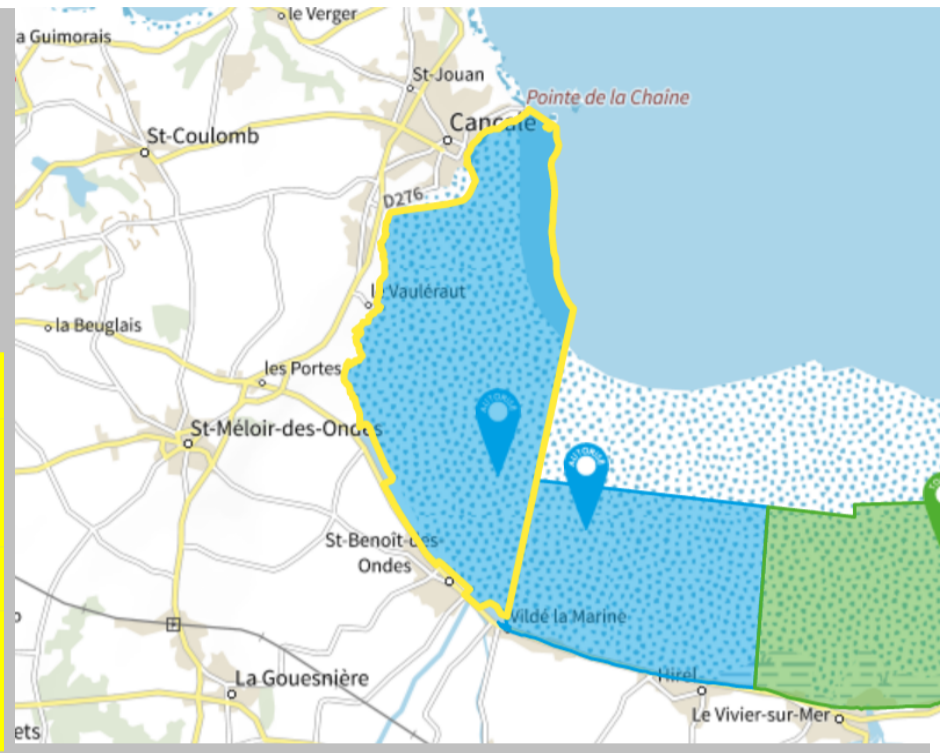 le Verger
a Guimorais
St-Jouan
Pointe de la Chaîne
Cancale
St-Coulomb
D276
le Vauléraut
la Beuglais
les Portes
St-Méloir-des-Ondes
AUTORISÉ
AUTORISÉ
St-Benoît-des
Ondes
Vildé la Marine
La Gouesnière
Hirel
Le Vivier-sur-Mer
ets